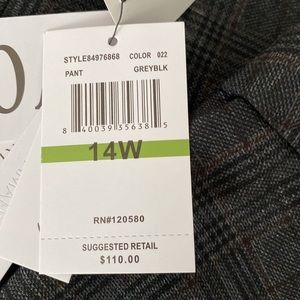 STYLE84976868 COLOR 022
PANT GREYBLK
8 40039 35638 5
14W
RN#120580
SUGGESTED RETAIL
$110.00